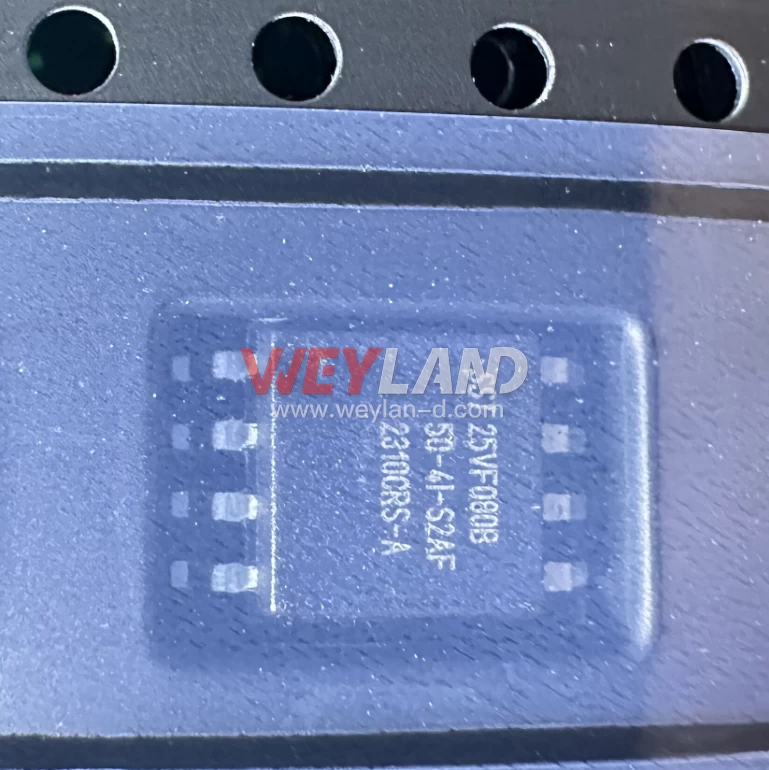 WEYLAND
www.weylan-d.com
25VF080B
50-4I-S2AF
2310CRS-A